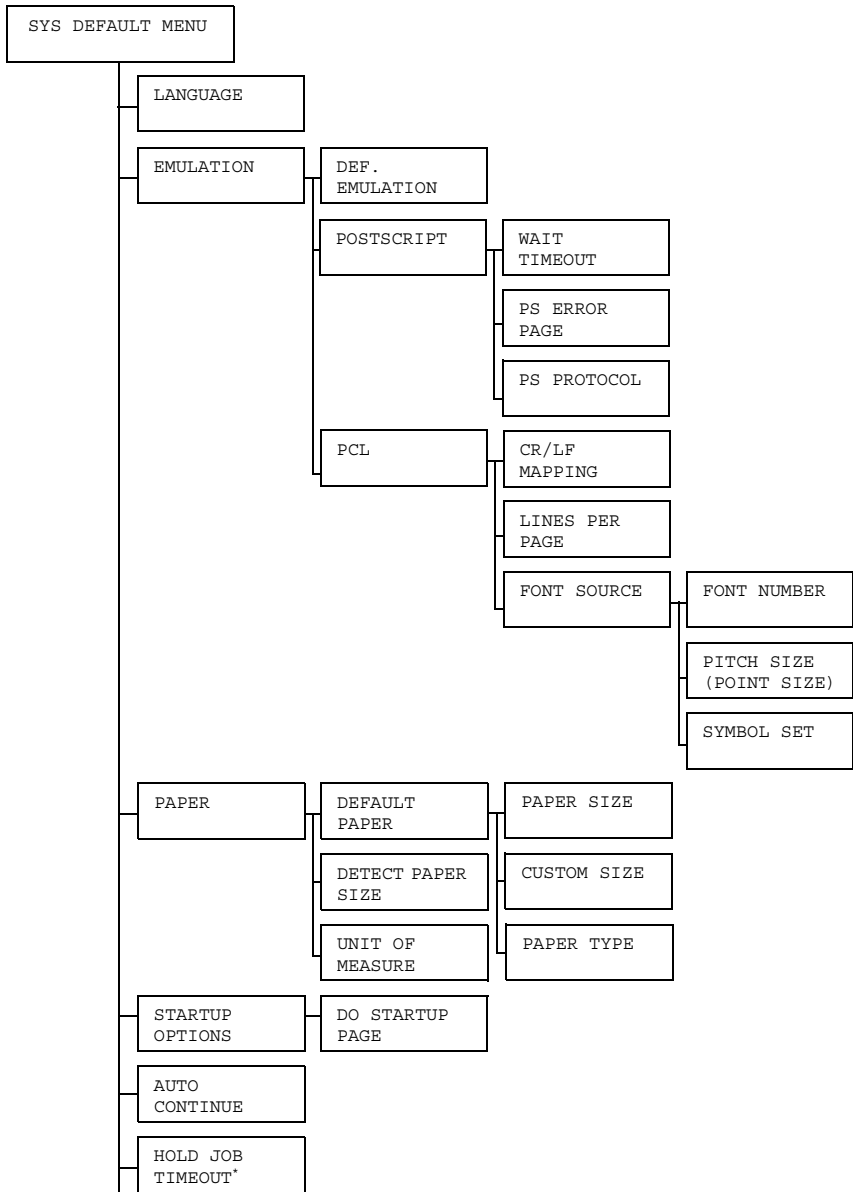 SYS DEFAULT MENU
LANGUAGE
EMULATION
DEF.
EMULATION
POSTSCRIPT
WAIT
TIMEOUT
PS ERROR
PAGE
PS PROTOCOL
PCL
CR/LF
MAPPING
LINES PER
PAGE
FONT SOURCE
FONT NUMBER
PITCH SIZE
(POINT SIZE)
SYMBOL SET
PAPER
DEFAULT
PAPER
PAPER SIZE
DETECT PAPER
SIZE
CUSTOM SIZE
UNIT OF
MEASURE
PAPER TYPE
STARTUP
OPTIONS
DO STARTUP
PAGE
AUTO
CONTINUE
HOLD JOB
TIMEOUT*